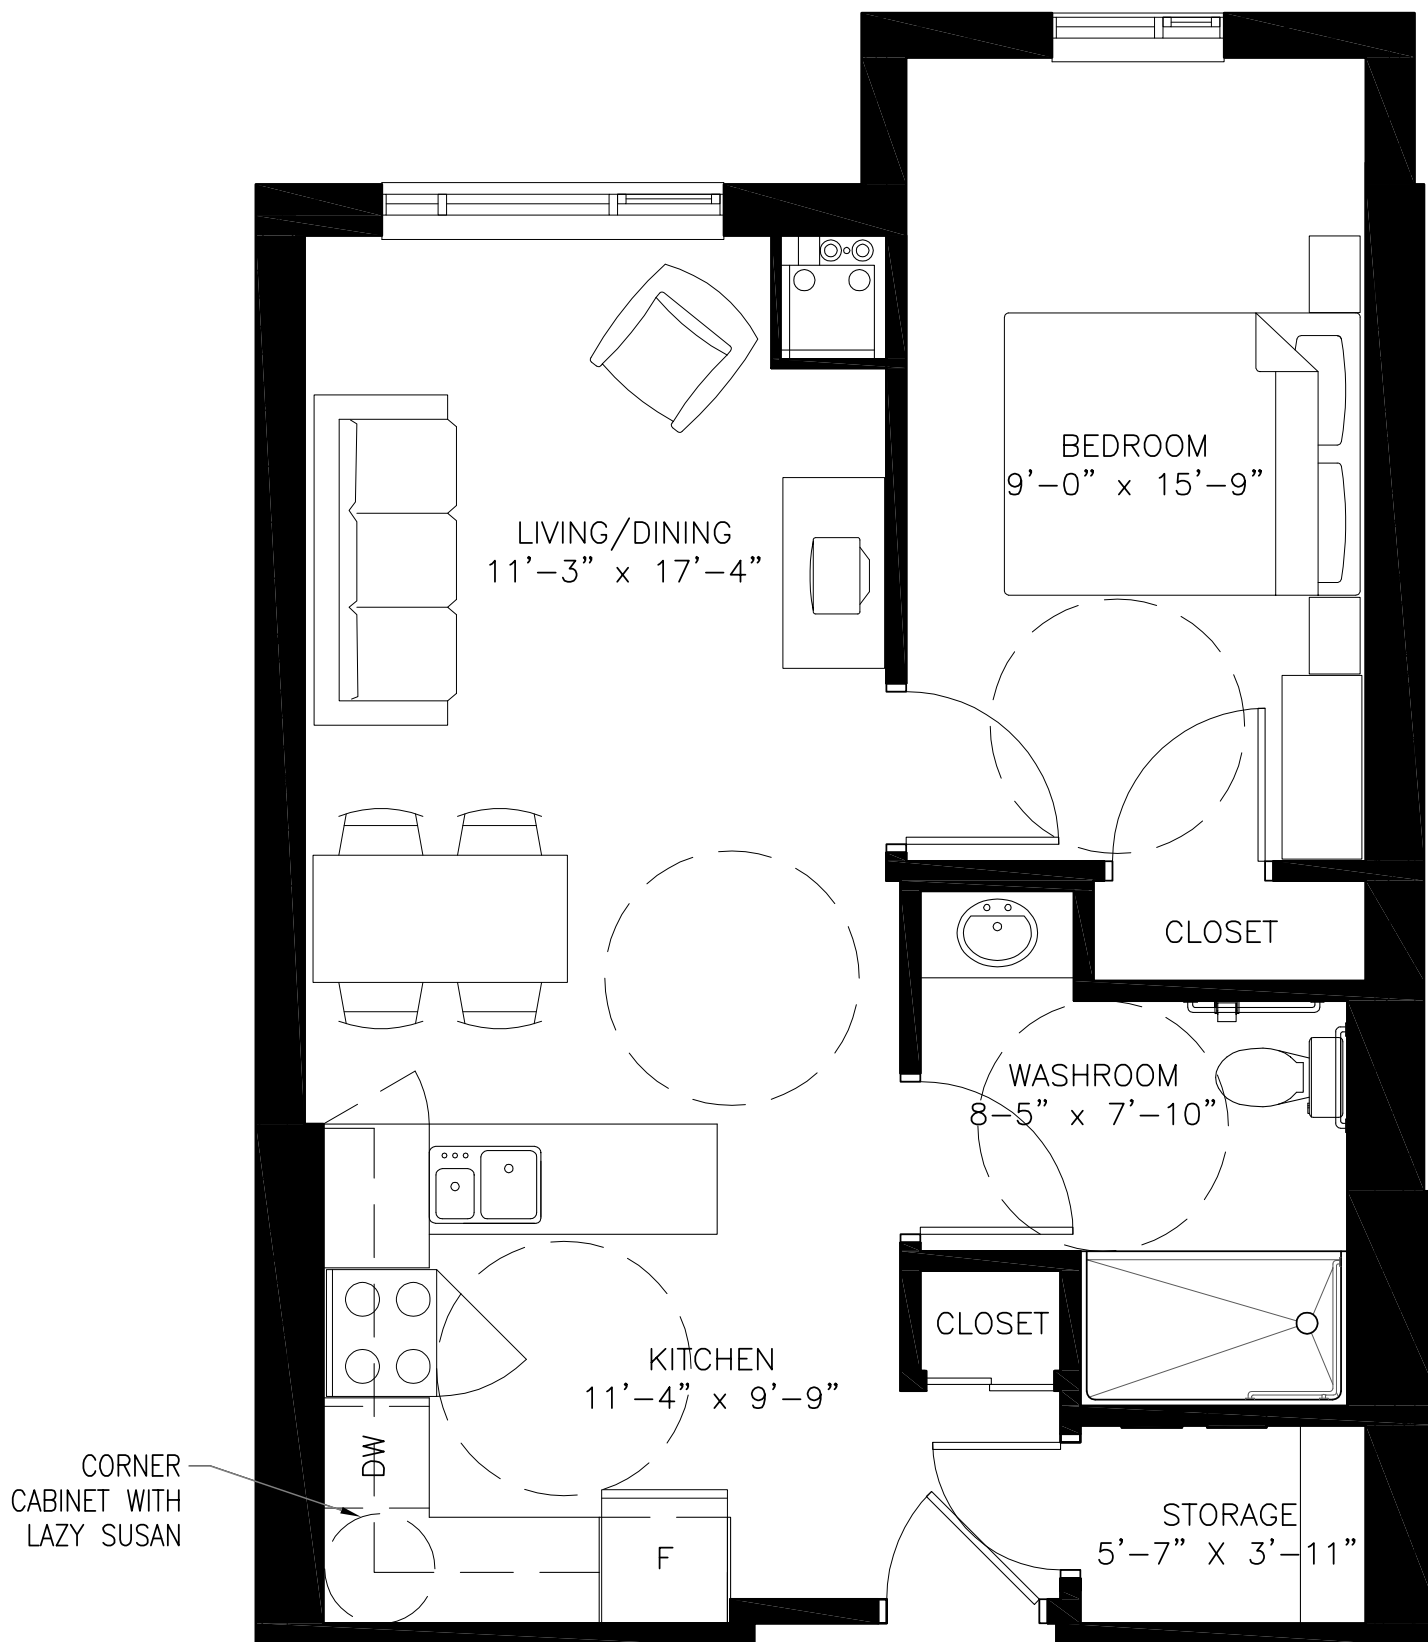 BEDROOM
9'-0" x 15'-9"
LIVING/DINING
11'-3" x 17'-4"
CLOSET
WASHROOM
8-5" x 7'-10"
CLOSET
KITCHEN
11'-4" x 9'-9"
DW
CORNER
CABINET WITH
LAZY SUSAN
F
STORAGE
5'-7" X 3'-11"